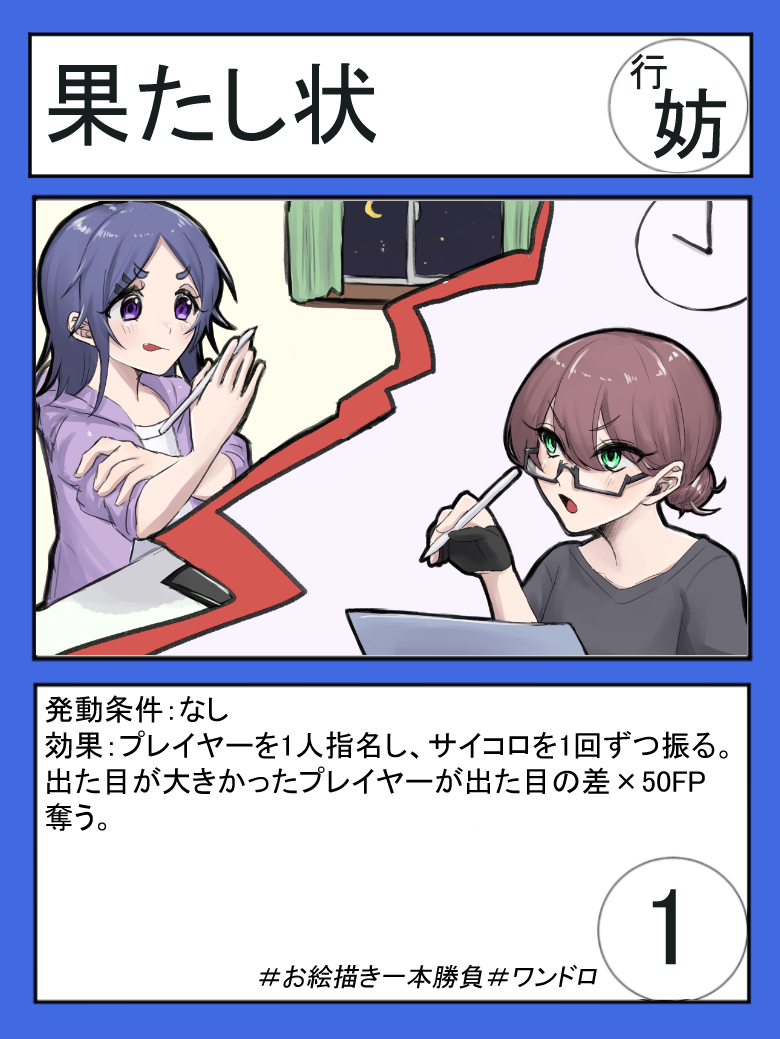 果たし状
行
妨
発動条件：なし
効果：プレイヤーを1人指名し、サイコロを1回ずつ振る。
出た目が大きかったプレイヤーが出た目の差×50FP
奪う。
1
＃お絵描き一本勝負＃ワンドロ